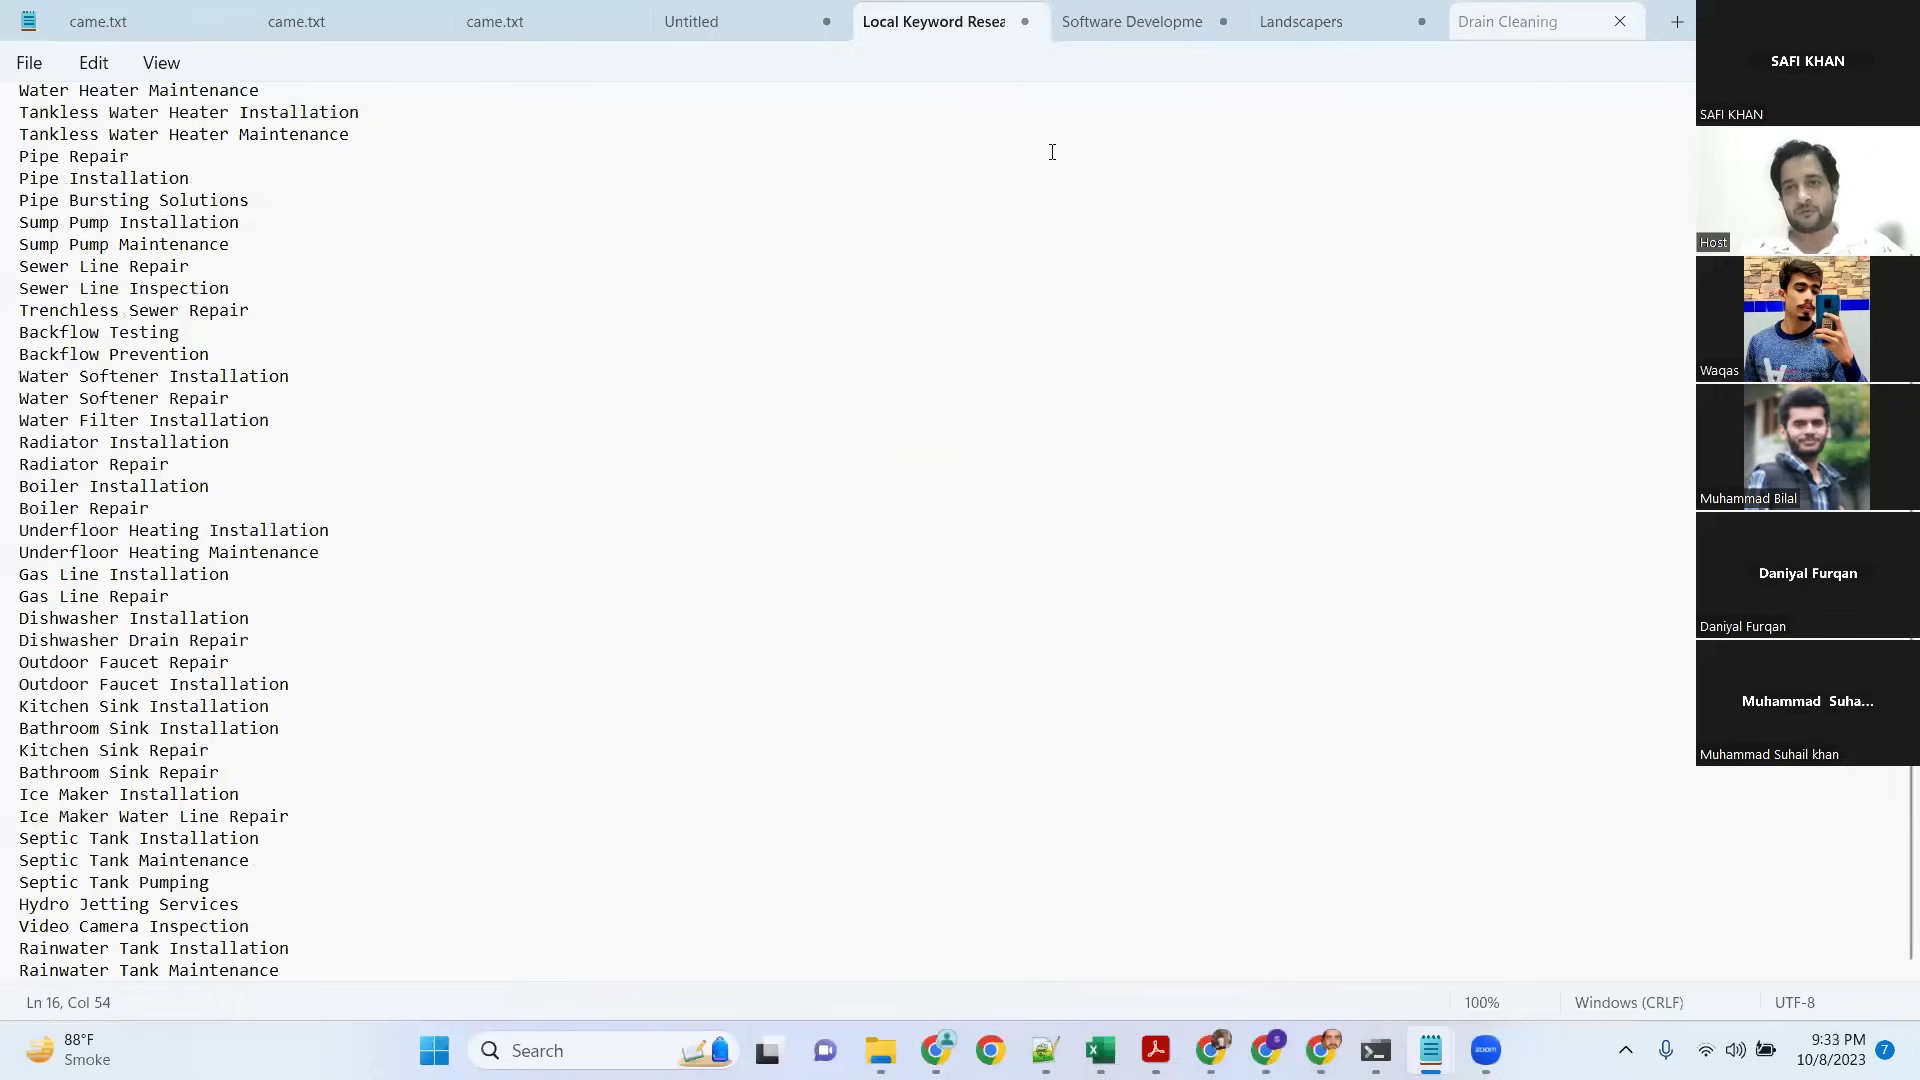 came.txt
came.txt
came.txt
Untitled
Local Keyword Resea
Software Developme
Landscapers
Drain Cleaning
File
Edit
View
Water Heater Maintenance
Tankless Water Heater Installation
Tankless Water Heater Maintenance
Pipe Repair
Pipe Installation
Pipe Bursting Solutions
Sump Pump Installation
Sump Pump Maintenance
Sewer Line Repair
Sewer Line Inspection
Trenchless Sewer Repair
Backflow Testing
Backflow Prevention
Water Softener Installation
Water Softener Repair
Water Filter Installation
Radiator Installation
Radiator Repair
Boiler Installation
Boiler Repair
Underfloor Heating Installation
Underfloor Heating Maintenance
Gas Line Installation
Gas Line Repair
Dishwasher Installation
Dishwasher Drain Repair
Outdoor Faucet Repair
Outdoor Faucet Installation
Kitchen Sink Installation
Bathroom Sink Installation
Kitchen Sink Repair
Bathroom Sink Repair
Ice Maker Installation
Ice Maker Water Line Repair
Septic Tank Installation
Septic Tank Maintenance
Septic Tank Pumping
Hydro Jetting Services
Video Camera Inspection
Rainwater Tank Installation
Rainwater Tank Maintenance
Ln 16, Col 54
100%
Windows (CRLF)
UTF-8
SAFI KHAN
SAFI KHAN
Host
Waqas
Muhammad Bilal
Daniyal Furqan
Daniyal Furqan
Muhammad Suha...
Muhammad Suhail khan
88°F
Smoke
Search
zoom
9:33 PM
10/8/2023
7